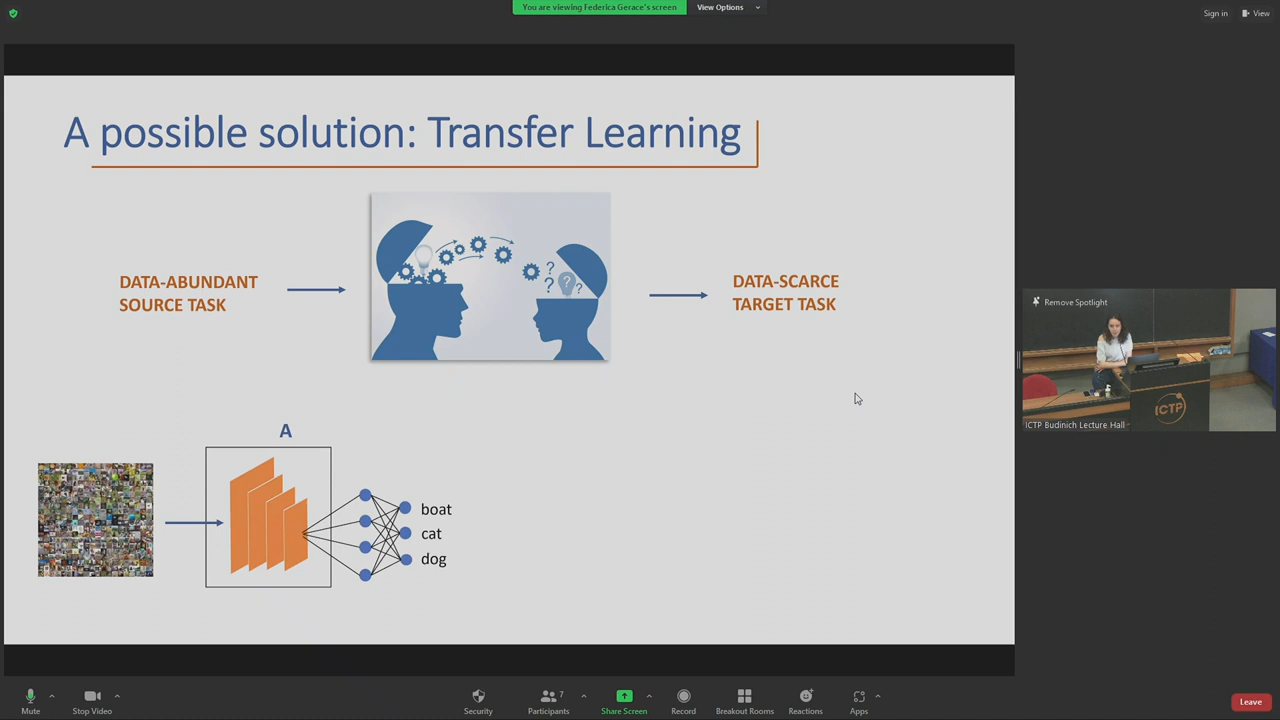 You are viewing Federica Gerace's screen
View Options
Sign in
View
A possible solution: Transfer Learning
DATA-ABUNDANT
SOURCE TASK
? ? ? ?
DATA-SCARCE
TARGET TASK
Remove Spotlight
ICTP
ICTP Budinich Lecture Hall
A
boat
cat
dog
Mute
Stop Video
Security
Participants 7
Share Screen
Record
Breakout Rooms
Reactions
Apps
Leave